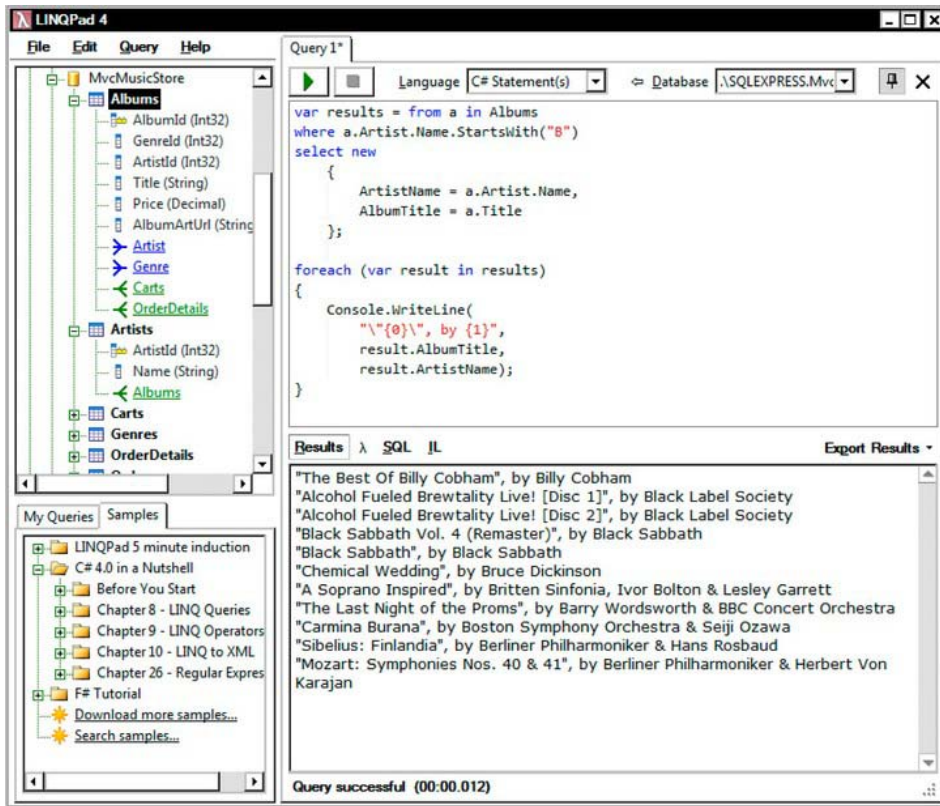 LINQPad 4
File Edit Query Help
MvcMusicStore
Albums
AlbumId (Int32)
GenreId (Int32)
ArtistId (Int32)
Title (String)
Price (Decimal)
AlbumArtUrl (String
Artist
Genre
Carts
OrderDetails
Artists
ArtistId (Int32)
Name (String)
Albums
Carts
Genres
OrderDetails
My Queries Samples
LINQPad 5 minute induction
C# 4.0 in a Nutshell
Before You Start
Chapter 8 - LINQ Queries
Chapter 9 - LINQ Operators
Chapter 10 - LINQ to XML
Chapter 26 - Regular Expres
F# Tutorial
Download more samples...
Search samples...
Query 1*
Language C# Statement(s) Database .\SQLEXPRESS.Mvc
var results = from a in Albums
where a.Artist.Name.StartsWith("B")
select new
{
ArtistName = a.Artist.Name,
AlbumTitle = a.Title
};
foreach (var result in results)
{
Console.WriteLine(
"\"{0}\", by {1}",
result.AlbumTitle,
result.ArtistName);
}
Results λ SQL IL Export Results
"The Best Of Billy Cobham", by Billy Cobham
"Alcohol Fueled Brewtality Live! [Disc 1]", by Black Label Society
"Alcohol Fueled Brewtality Live! [Disc 2]", by Black Label Society
"Black Sabbath Vol. 4 (Remaster)", by Black Sabbath
"Black Sabbath", by Black Sabbath
"Chemical Wedding", by Bruce Dickinson
"A Soprano Inspired", by Britten Sinfonia, Ivor Bolton & Lesley Garrett
"The Last Night of the Proms", by Barry Wordsworth & BBC Concert Orchestra
"Carmina Burana", by Boston Symphony Orchestra & Seiji Ozawa
"Sibelius: Finlandia", by Berliner Philharmoniker & Hans Rosbaud
"Mozart: Symphonies Nos. 40 & 41", by Berliner Philharmoniker & Herbert Von
Karajan
Query successful (00:00.012)